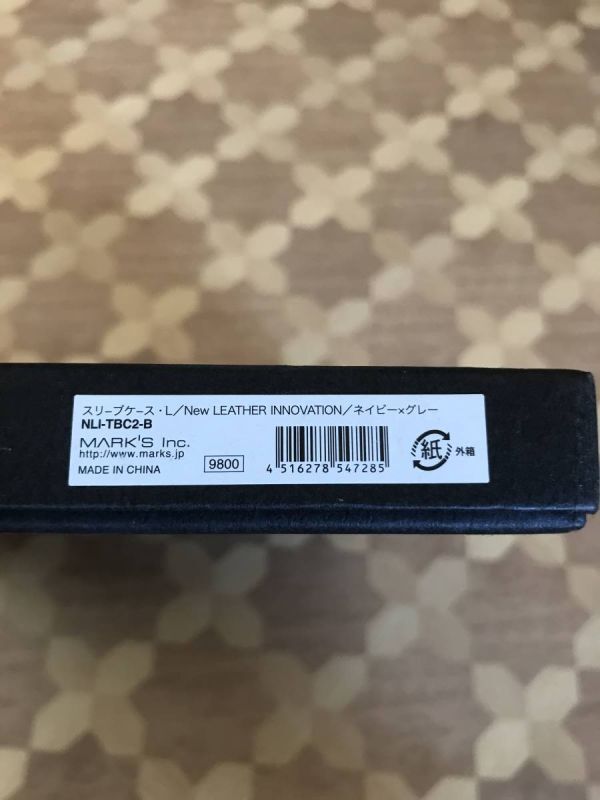 スリーブケース・L／New LEATHER INNOVATION／ネイビー×グレー
NLI-TBC2-B
MARK'S Inc.
http://www.marks.jp
MADE IN CHINA
9800
4 516278 547285
紙 外箱